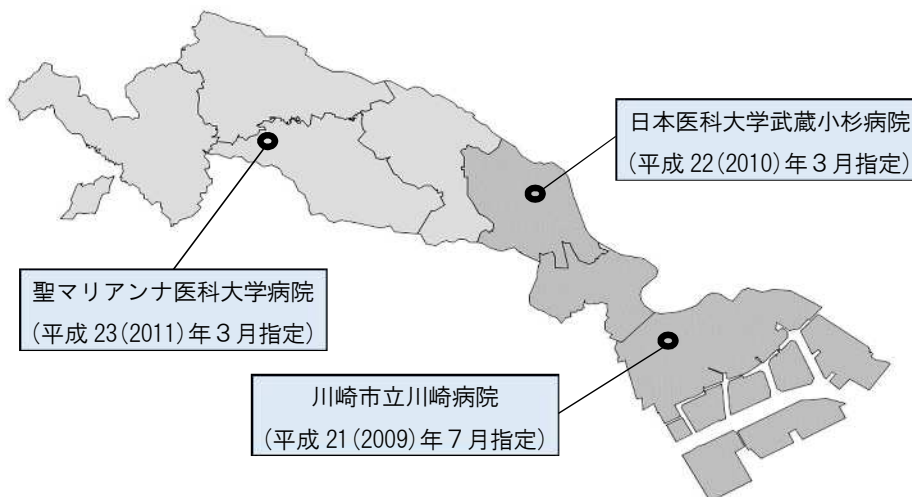 日本医科大学武蔵小杉病院
(平成 22(2010)年３月指定)
聖マリアンナ医科大学病院
(平成 23(2011)年３月指定)
川崎市立川崎病院
(平成 21(2009)年７月指定)